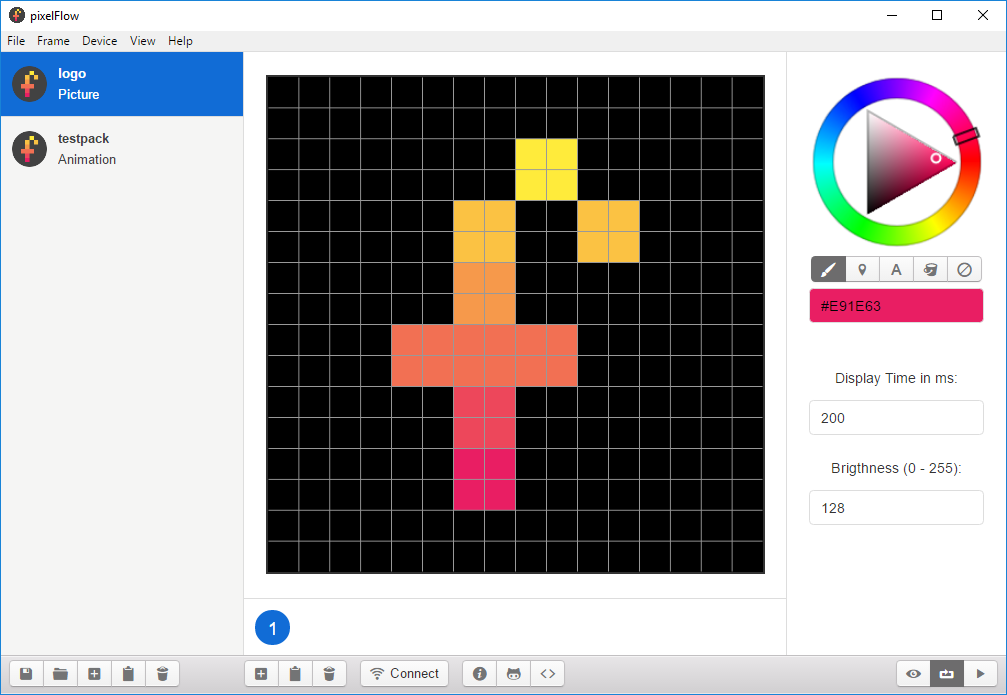 pixelFlow
File Frame Device View Help
logo
Picture
testpack
Animation
A
#E91E63
Display Time in ms:
200
Brigthness (0 - 255):
128
1
Connect